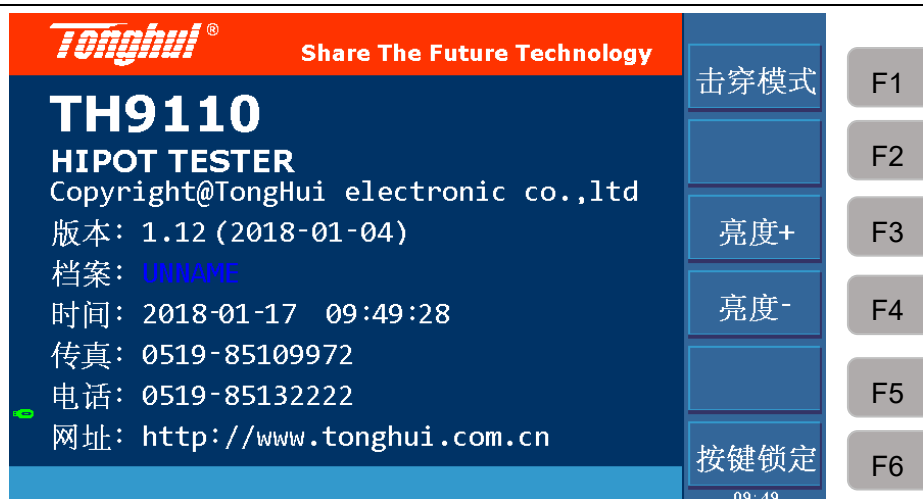 Tonghui®
Share The Future Technology
TH9110
HIPOT TESTER
Copyright@TongHui electronic co.,ltd
版本: 1.12(2018-01-04)
档案: UNNAME
时间: 2018-01-17 09:49:28
传真: 0519-85109972
电话: 0519-85132222
网址: http://www.tonghui.com.cn
击穿模式
亮度+
亮度-
按键锁定
09:49
F1
F2
F3
F4
F5
F6